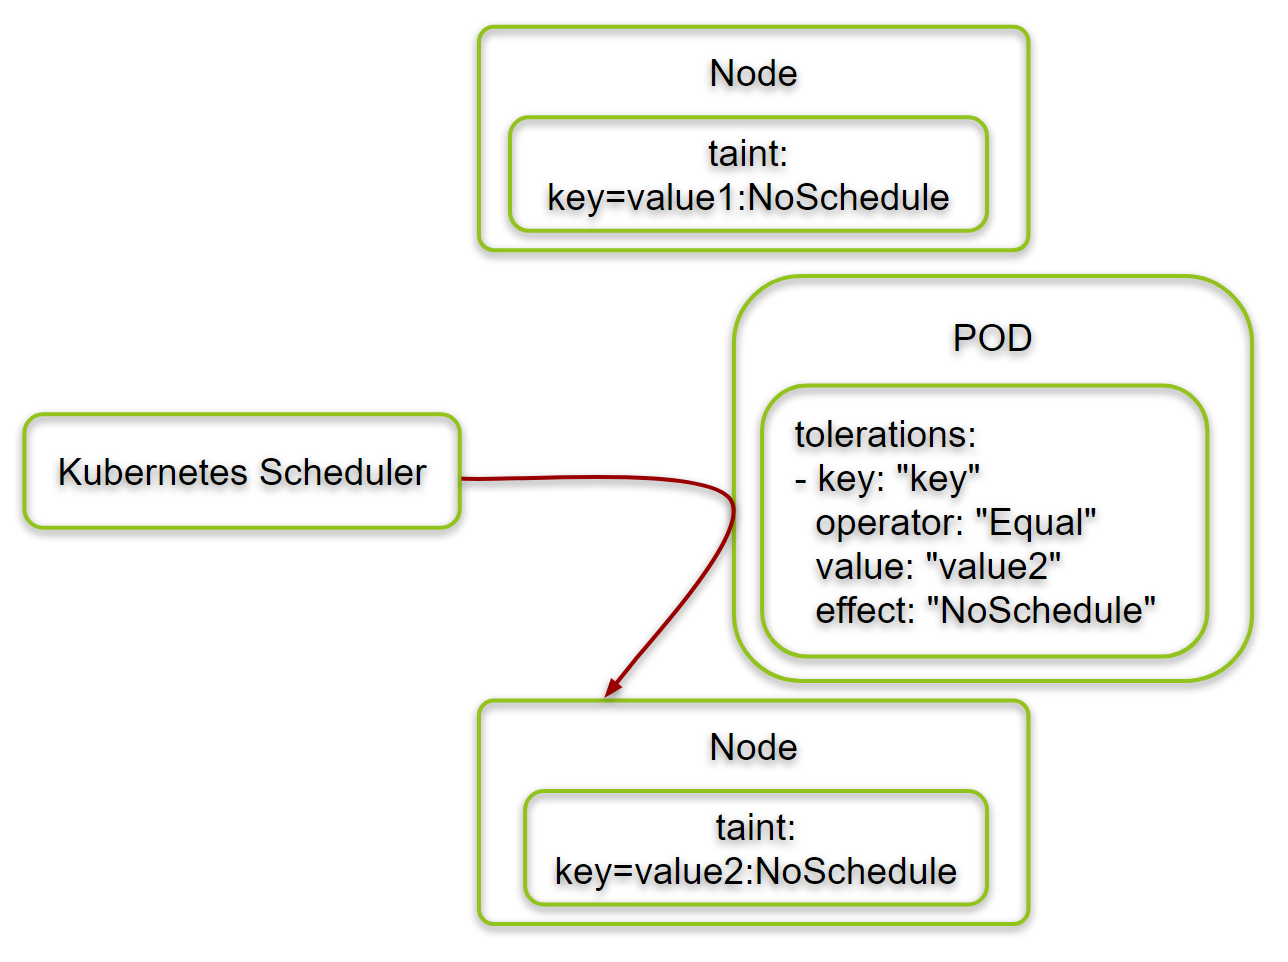 Node
taint:
key=value1:NoSchedule
POD
tolerations:
- key: "key"
operator: "Equal"
value: "value2"
effect: "NoSchedule"
Kubernetes Scheduler
Node
taint:
key=value2:NoSchedule